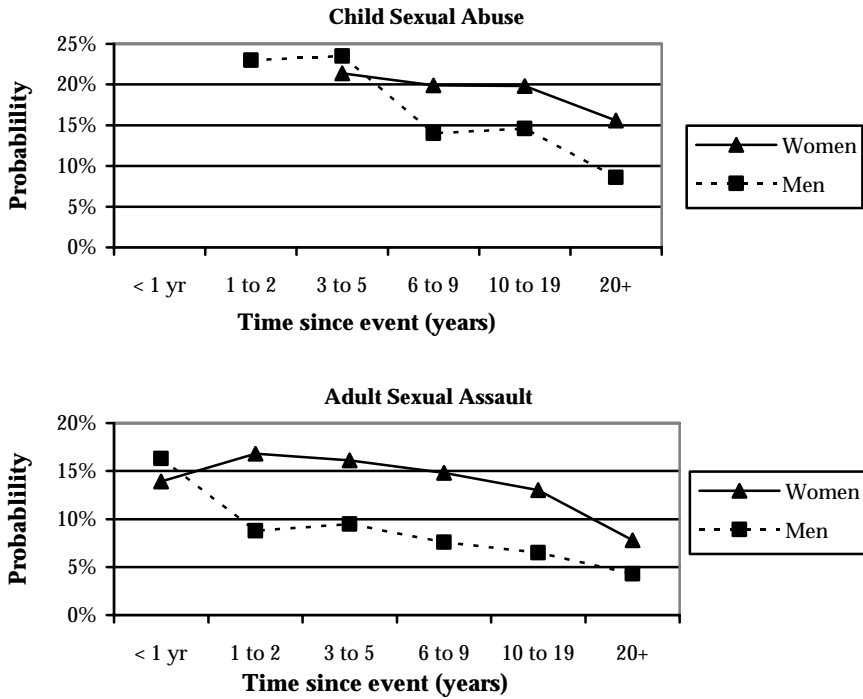 Child Sexual Abuse
25%
20%
15%
10%
5%
0%
Probablility
< 1 yr 1 to 2 3 to 5 6 to 9 10 to 19 20+
Time since event (years)
Women
Men
Adult Sexual Assault
20%
15%
10%
5%
0%
Probablility
< 1 yr 1 to 2 3 to 5 6 to 9 10 to 19 20+
Time since event (years)
Women
Men